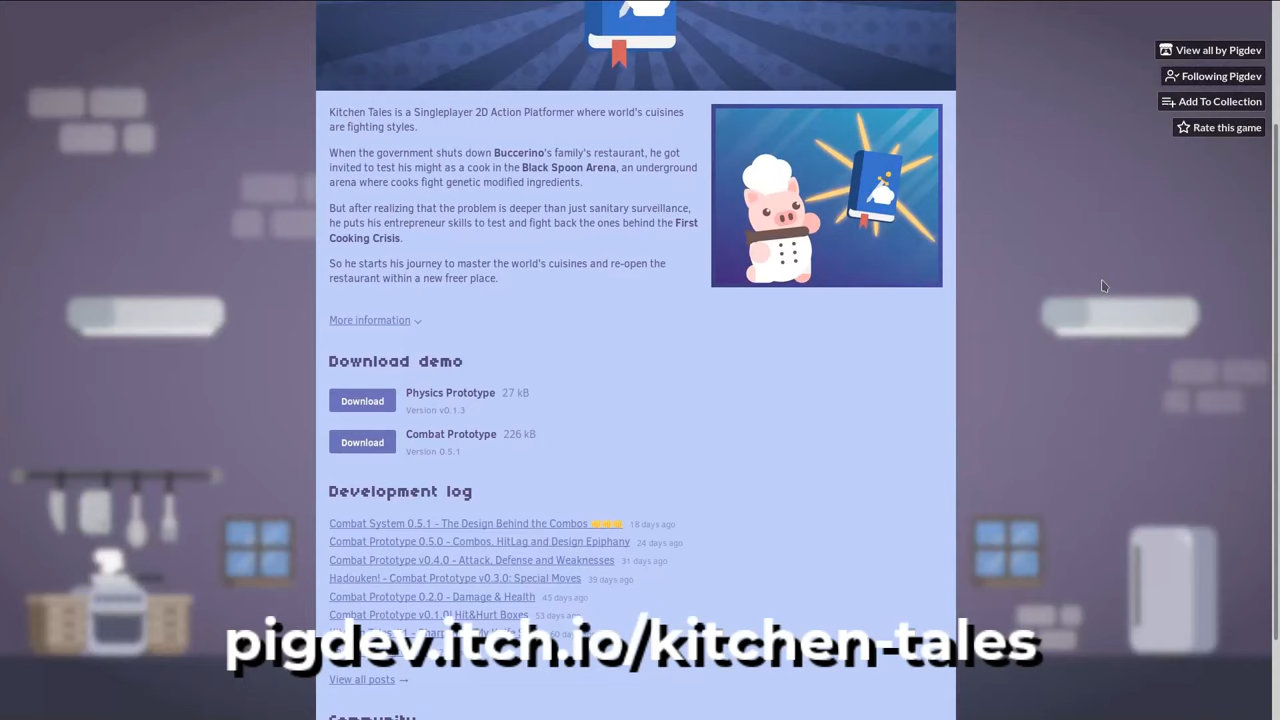 View all by Pigdev
Following Pigdev
Add To Collection
Rate this game
Kitchen Tales is a Singleplayer 2D Action Platformer where world's cuisines
are fighting styles.
When the government shuts down Buccerino's family's restaurant, he got
invited to test his might as a cook in the Black Spoon Arena, an underground
arena where cooks fight genetic modified ingredients.
But after realizing that the problem is deeper than just sanitary surveillance,
he puts his entrepreneur skills to test and fight back the ones behind the First
Cooking Crisis.
So he starts his journey to master the world's cuisines and re-open the
restaurant within a new freer place.
More information
Download demo
Download Physics Prototype 27 kB
Version v0.1.3
Download Combat Prototype 226 kB
Version 0.5.1
Development log
Combat System 0.5.1 - The Design Behind the Combos 18 days ago
Combat Prototype 0.5.0 - Combos, HitLag and Design Epiphany 24 days ago
Combat Prototype v0.4.0 - Attack, Defense and Weaknesses 31 days ago
Hadouken! - Combat Prototype v0.3.0: Special Moves 39 days ago
Combat Prototype 0.2.0 - Damage & Health 45 days ago
Combat Prototype v0.1.0! Hit&Hurt Boxes 53 days ago
pigdev.itch.io/kitchen-tales
View all posts →
Community